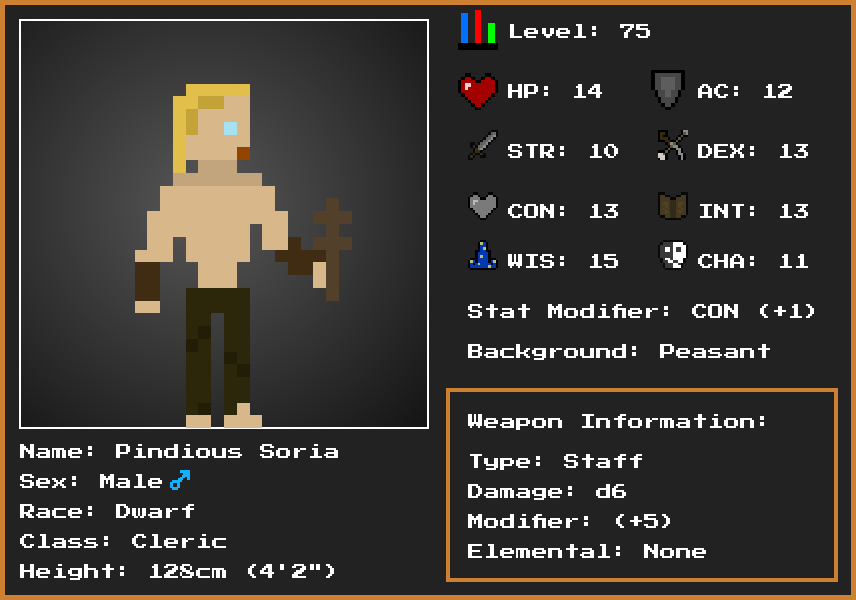 Level: 75
HP: 14 AC: 12
STR: 10 DEX: 13
CON: 13 INT: 13
WIS: 15 CHA: 11
Stat Modifier: CON (+1)
Background: Peasant
Weapon Information:
Type: Staff
Damage: d6
Modifier: (+5)
Elemental: None
Name: Pindious Soria
Sex: Male♂
Race: Dwarf
Class: Cleric
Height: 128cm (4'2")